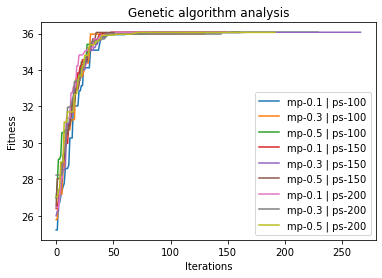 Genetic algorithm analysis
Fitness
36
34
32
30
28
26
mp-0.1 | ps-100
mp-0.3 | ps-100
mp-0.5 | ps-100
mp-0.1 | ps-150
mp-0.3 | ps-150
mp-0.5 | ps-150
mp-0.1 | ps-200
mp-0.3 | ps-200
mp-0.5 | ps-200
0 50 100 150 200 250
Iterations